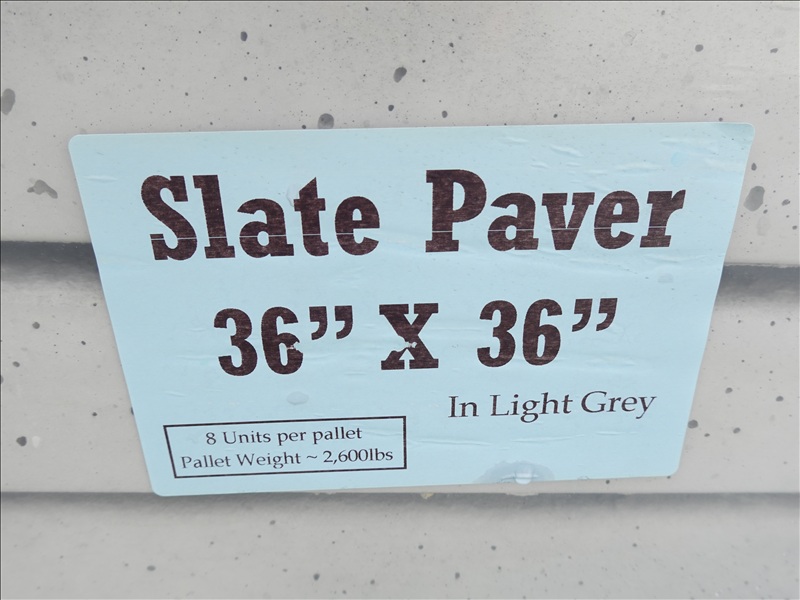 Slate Paver
36” X 36”
In Light Grey
8 Units per pallet
Pallet Weight ~ 2,600lbs